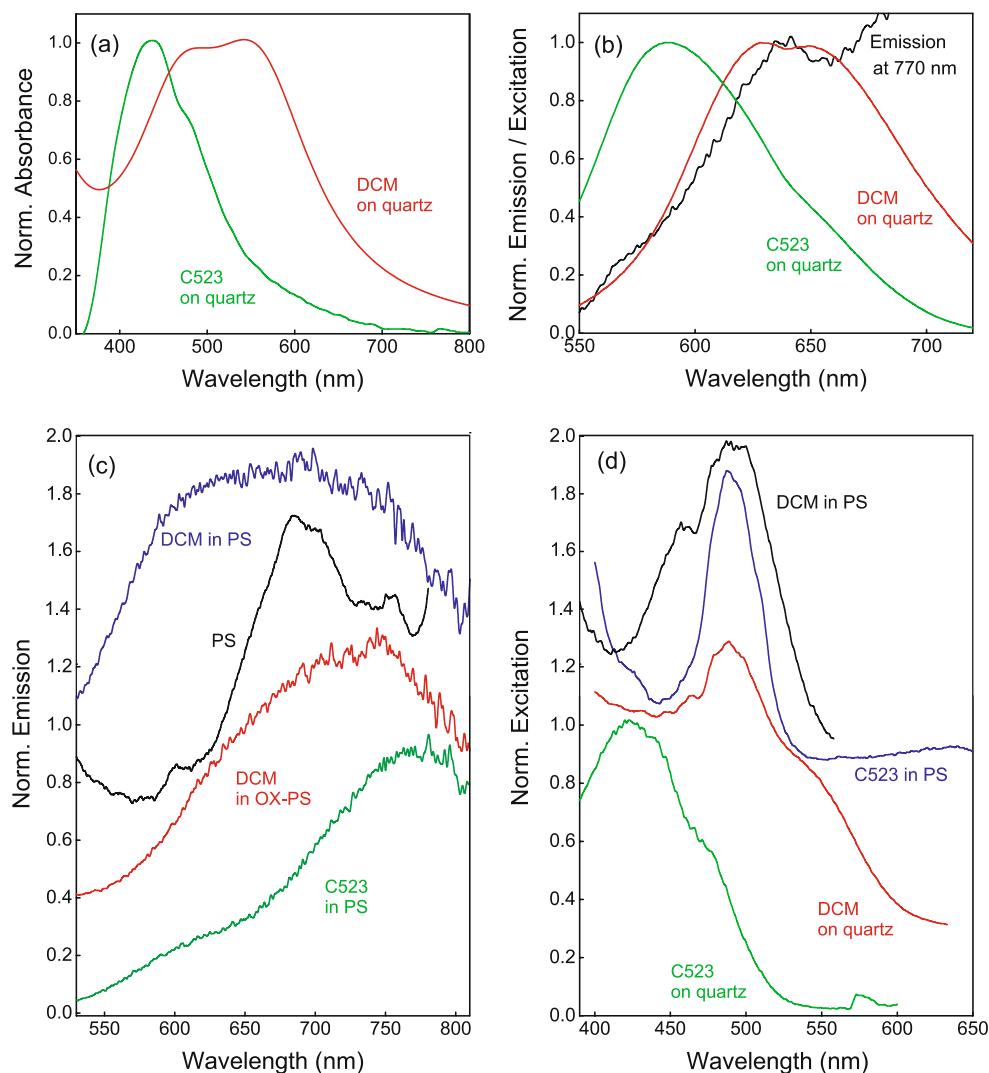 (a)
DCM
on quartz
C523
on quartz
1.0
0.8
0.6
0.4
0.2
0.0
400 500 600 700 800
Norm. Absorbance
Wavelength (nm)
(b)
Emission
at 770 nm
DCM
on quartz
C523
on quartz
1.0
0.8
0.6
0.4
0.2
0.0
550 600 650 700
Norm. Emission / Excitation
Wavelength (nm)
(c)
DCM in PS
PS
DCM
in OX-PS
C523
in PS
2.0
1.8
1.6
1.4
1.2
1.0
0.8
0.6
0.4
0.2
0.0
550 600 650 700 750 800
Norm. Emission
Wavelength (nm)
(d)
DCM in PS
C523 in PS
DCM
on quartz
C523
on quartz
2.0
1.8
1.6
1.4
1.2
1.0
0.8
0.6
0.4
0.2
0.0
400 450 500 550 600 650
Norm. Excitation
Wavelength (nm)